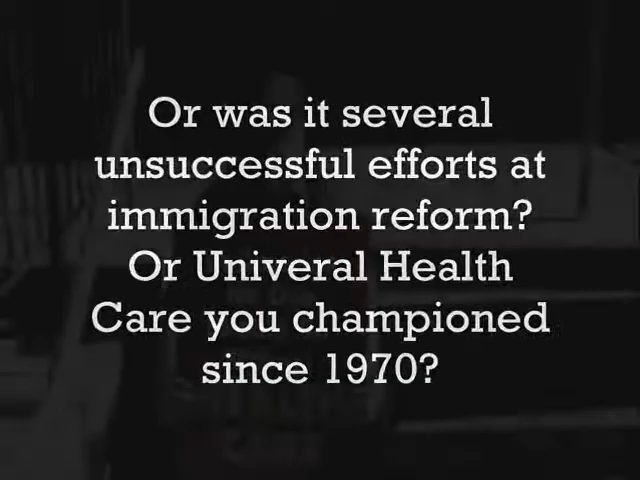 Or was it several
unsuccessful efforts at
immigration reform?
Or Univeral Health
Care you championed
since 1970?